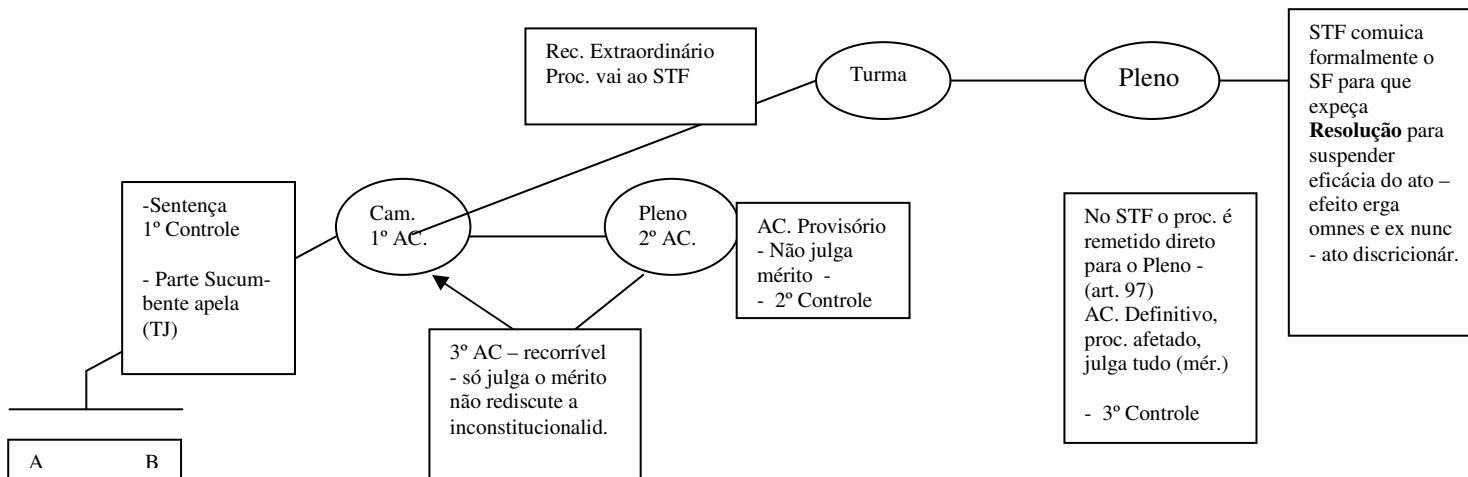 Rec. Extraordinário
Proc. vai ao STF
Turma
Pleno
STF comuica
formalmente o
SF para que
expeça
Resolução para
suspender
eficácia do ato –
efeito erga
omnes e ex nunc
- ato discricionár.
-Sentença
1º Controle
- Parte Sucum-
bente apela
(TJ)
Cam.
1º AC.
Pleno
2º AC.
AC. Provisório
- Não julga
mérito -
- 2º Controle
No STF o proc. é
remetido direto
para o Pleno -
(art. 97)
AC. Definitivo,
proc. afetado,
julga tudo (mér.)
- 3º Controle
3º AC – recorrível
- só julga o mérito
não rediscute a
inconstitucionalid.
A B